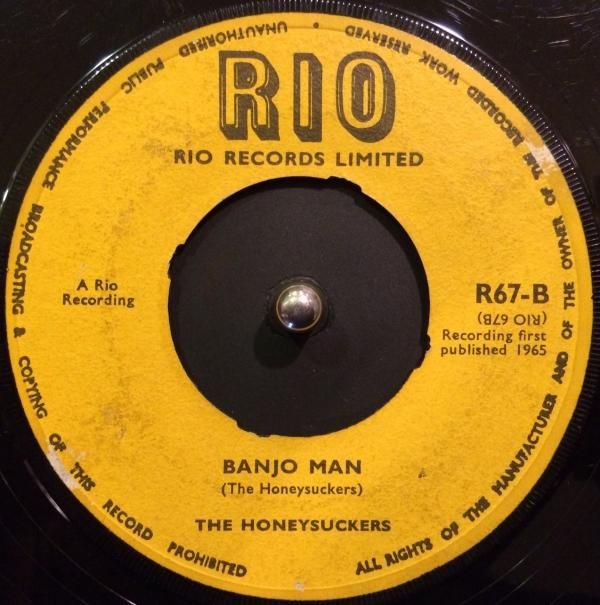 RIO
RIO RECORDS LIMITED
A Rio
Recording
R67-B
(RIO 67B)
Recording first
published 1965
BANJO MAN
(The Honeysuckers)
THE HONEYSUCKERS
ALL RIGHTS OF THE MANUFACTURER AND OF THE OWNER OF THE RECORDED WORK RESERVED • UNAUTHORISED PUBLIC PERFORMANCE BROADCASTING & COPYING OF THIS RECORD PROHIBITED